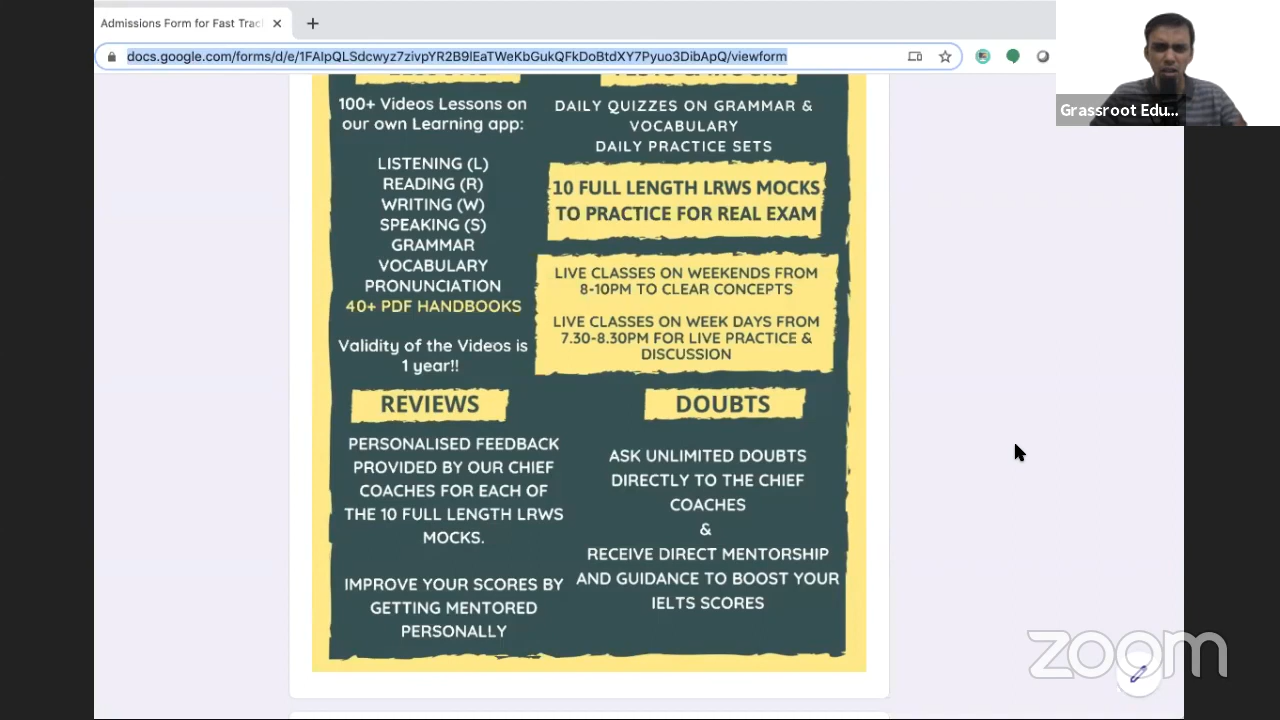 Admissions Form for Fast Trac
docs.google.com/forms/d/e/1FAIpQLSdcwyz7zivpYR2B9lEaTWeKbGukQFkDoBtdXY7Pyuo3DibApQ/viewform
Grassroot Edu...
100+ Videos Lessons on
our own Learning app:
LISTENING (L)
READING (R)
WRITING (W)
SPEAKING (S)
GRAMMAR
VOCABULARY
PRONUNCIATION
40+ PDF HANDBOOKS
Validity of the Videos is
1 year!!
TESTS & MOCKS
DAILY QUIZZES ON GRAMMAR &
VOCABULARY
DAILY PRACTICE SETS
10 FULL LENGTH LRWS MOCKS
TO PRACTICE FOR REAL EXAM
LIVE CLASSES ON WEEKENDS FROM
8-10PM TO CLEAR CONCEPTS
LIVE CLASSES ON WEEK DAYS FROM
7.30-8.30PM FOR LIVE PRACTICE &
DISCUSSION
REVIEWS
PERSONALISED FEEDBACK
PROVIDED BY OUR CHIEF
COACHES FOR EACH OF
THE 10 FULL LENGTH LRWS
MOCKS.
IMPROVE YOUR SCORES BY
GETTING MENTORED
PERSONALLY
DOUBTS
ASK UNLIMITED DOUBTS
DIRECTLY TO THE CHIEF
COACHES
&
RECEIVE DIRECT MENTORSHIP
AND GUIDANCE TO BOOST YOUR
IELTS SCORES
zoom